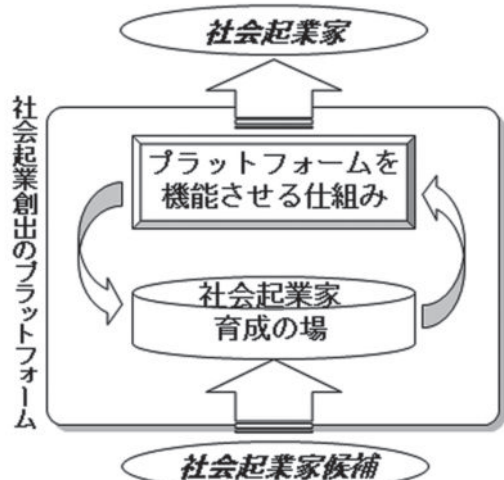 社会起業家
社会起業創出のプラットフォーム
プラットフォームを
機能させる仕組み
社会起業家
育成の場
社会起業家候補